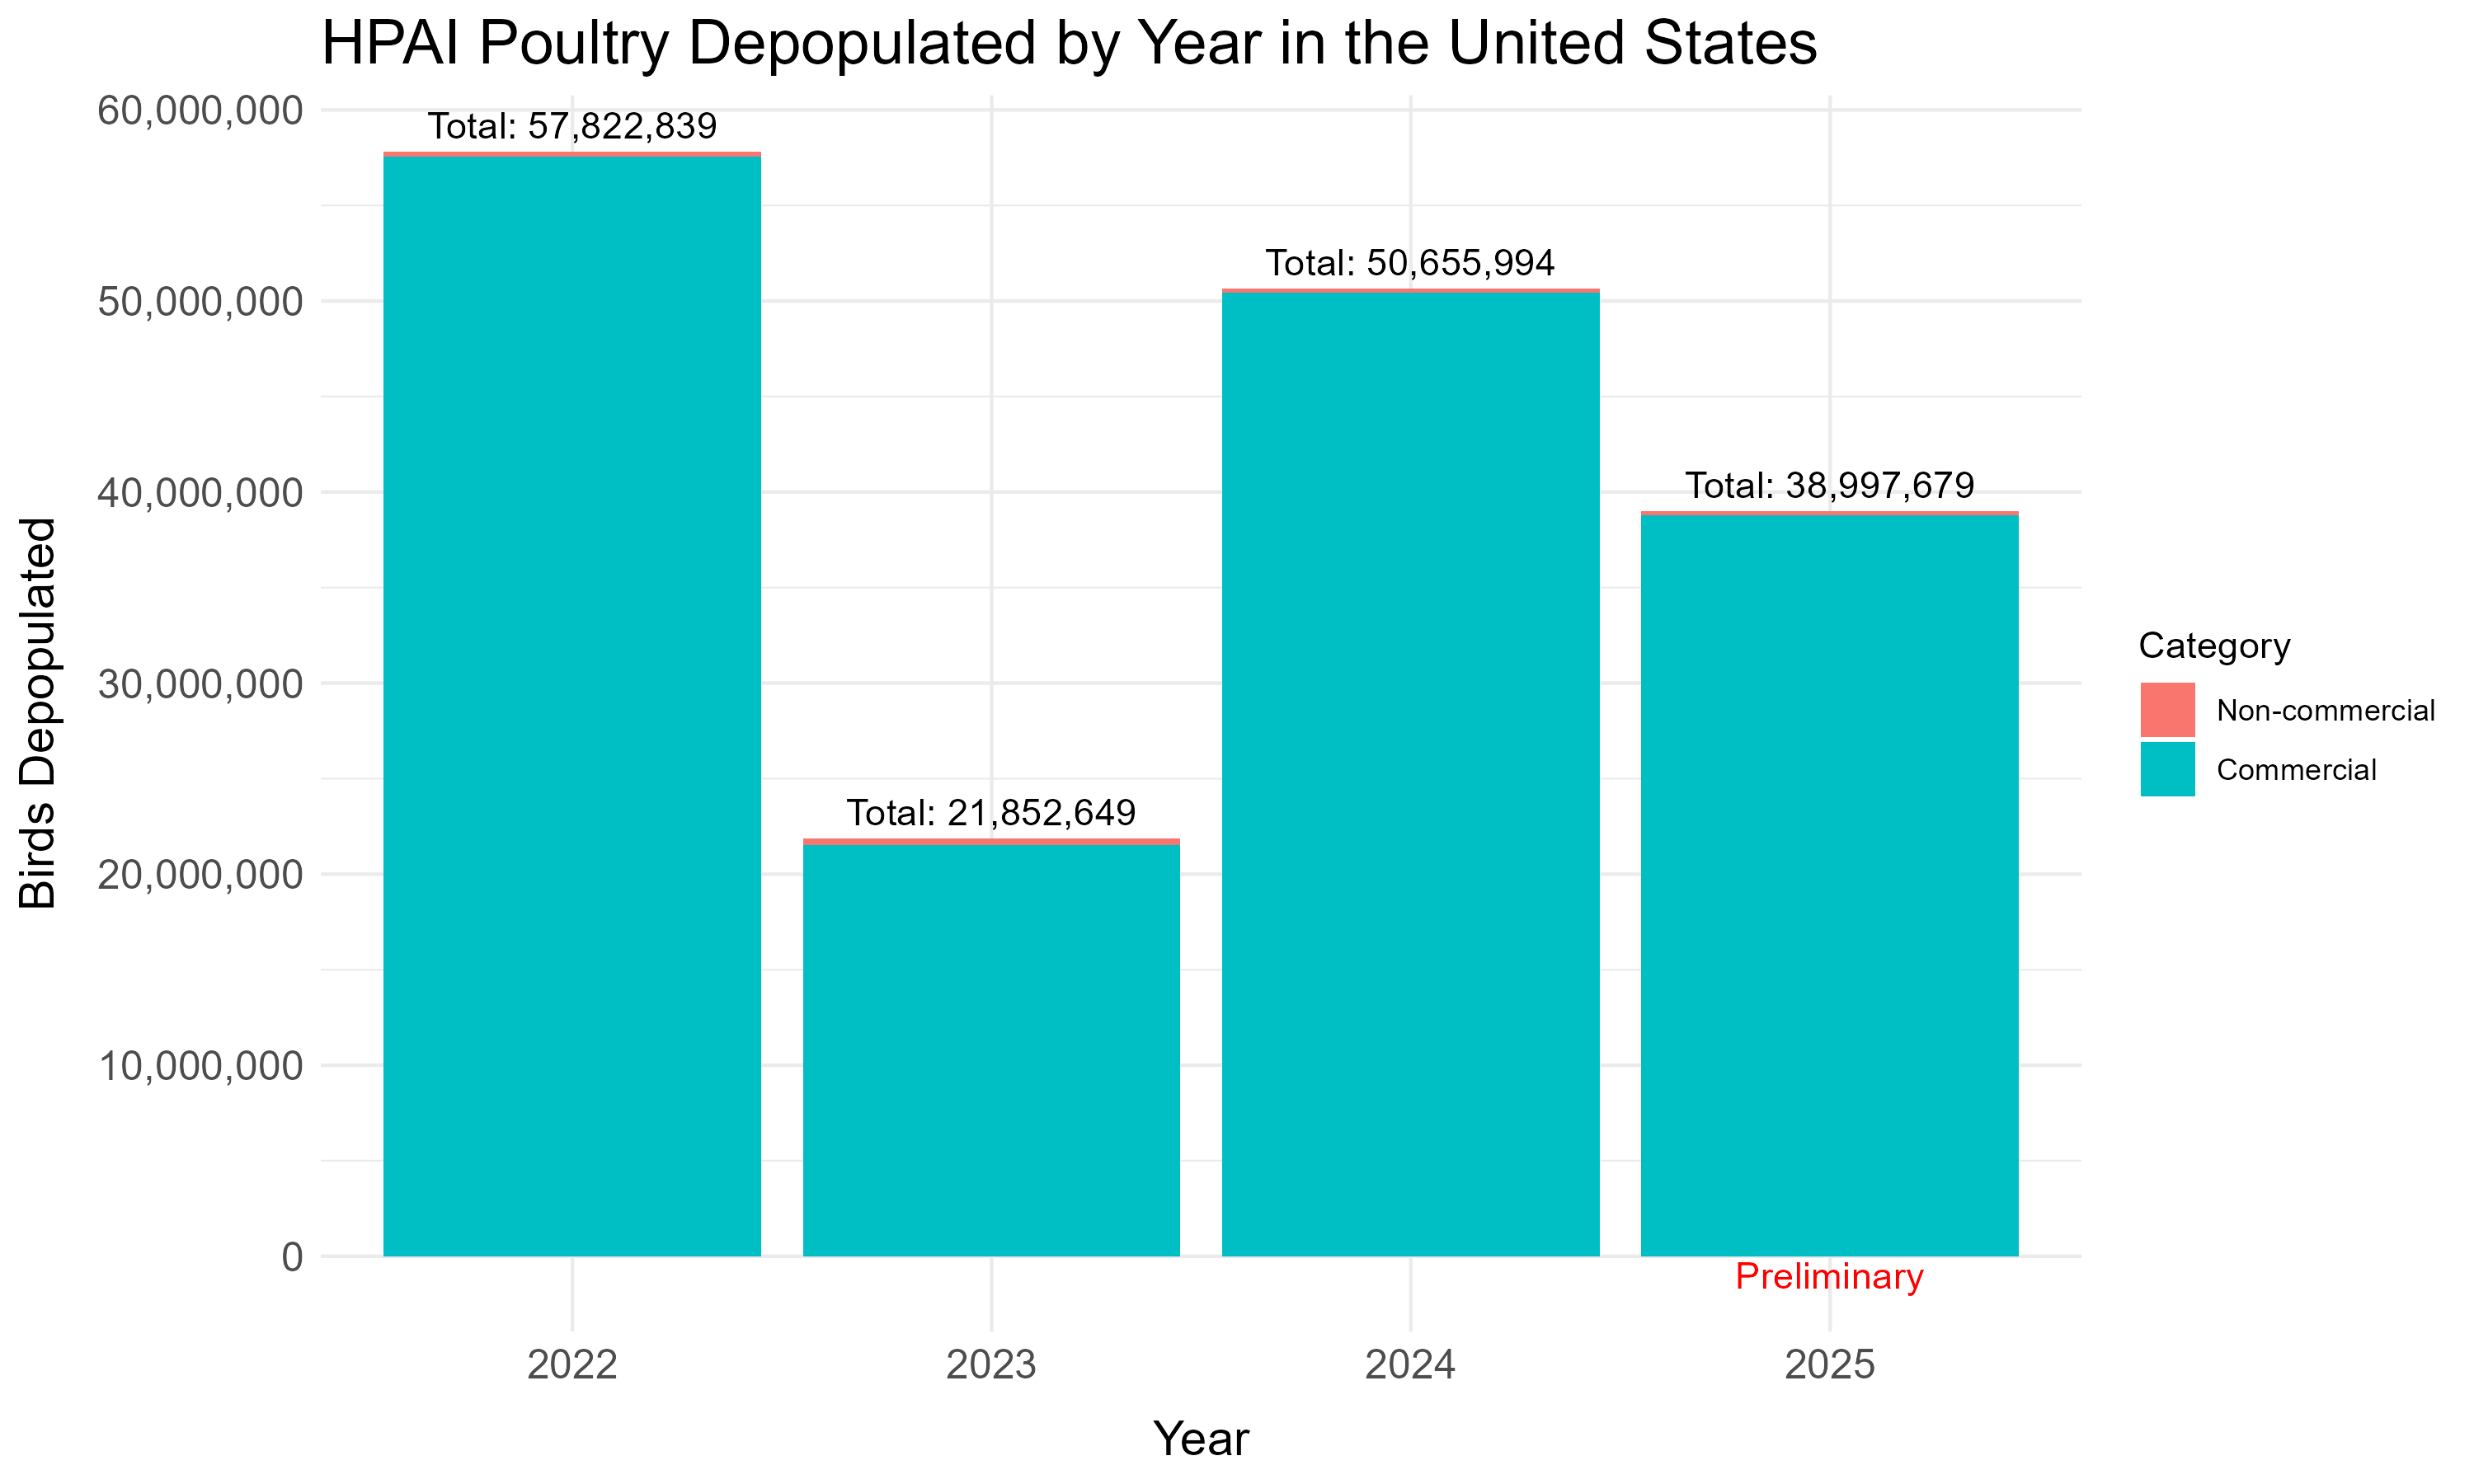 HPAI Poultry Depopulated by Year in the United States
60,000,000
50,000,000
40,000,000
30,000,000
20,000,000
10,000,000
0
Birds Depopulated
Total: 57,822,839
Total: 21,852,649
Total: 50,655,994
Total: 38,997,679
Preliminary
2022
2023
2024
2025
Year
Category
Non-commercial
Commercial